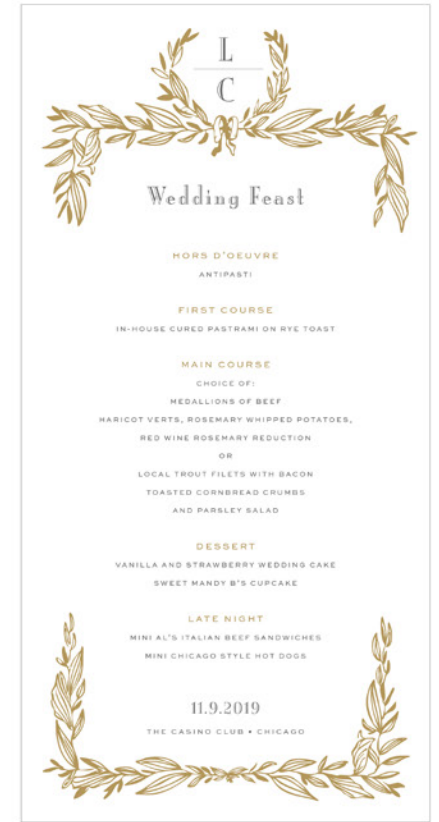 L
C
Wedding Feast
HORS D'OEUVRE
ANTIPASTI
FIRST COURSE
IN-HOUSE CURED PASTRAMI ON RYE TOAST
MAIN COURSE
CHOICE OF:
MEDALLIONS OF BEEF
HARICOT VERTS, ROSEMARY WHIPPED POTATOES,
RED WINE ROSEMARY REDUCTION
OR
LOCAL TROUT FILETS WITH BACON
TOASTED CORNBREAD CRUMBS
AND PARSLEY SALAD
DESSERT
VANILLA AND STRAWBERRY WEDDING CAKE
SWEET MANDY B'S CUPCAKE
LATE NIGHT
MINI AL'S ITALIAN BEEF SANDWICHES
MINI CHICAGO STYLE HOT DOGS
11.9.2019
THE CASINO CLUB • CHICAGO